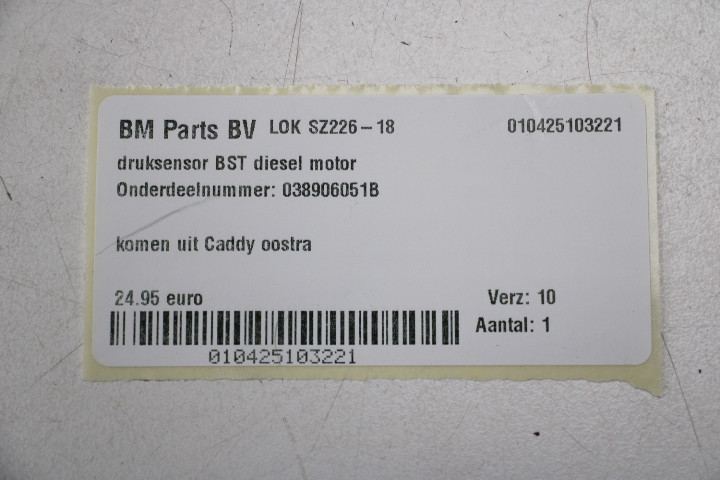 BM Parts BV LOK SZ226-18 010425103221
druksensor BST diesel motor
Onderdeelnummer: 038906051B
komen uit Caddy oostra
24.95 euro Verz: 10
Aantal: 1
010425103221